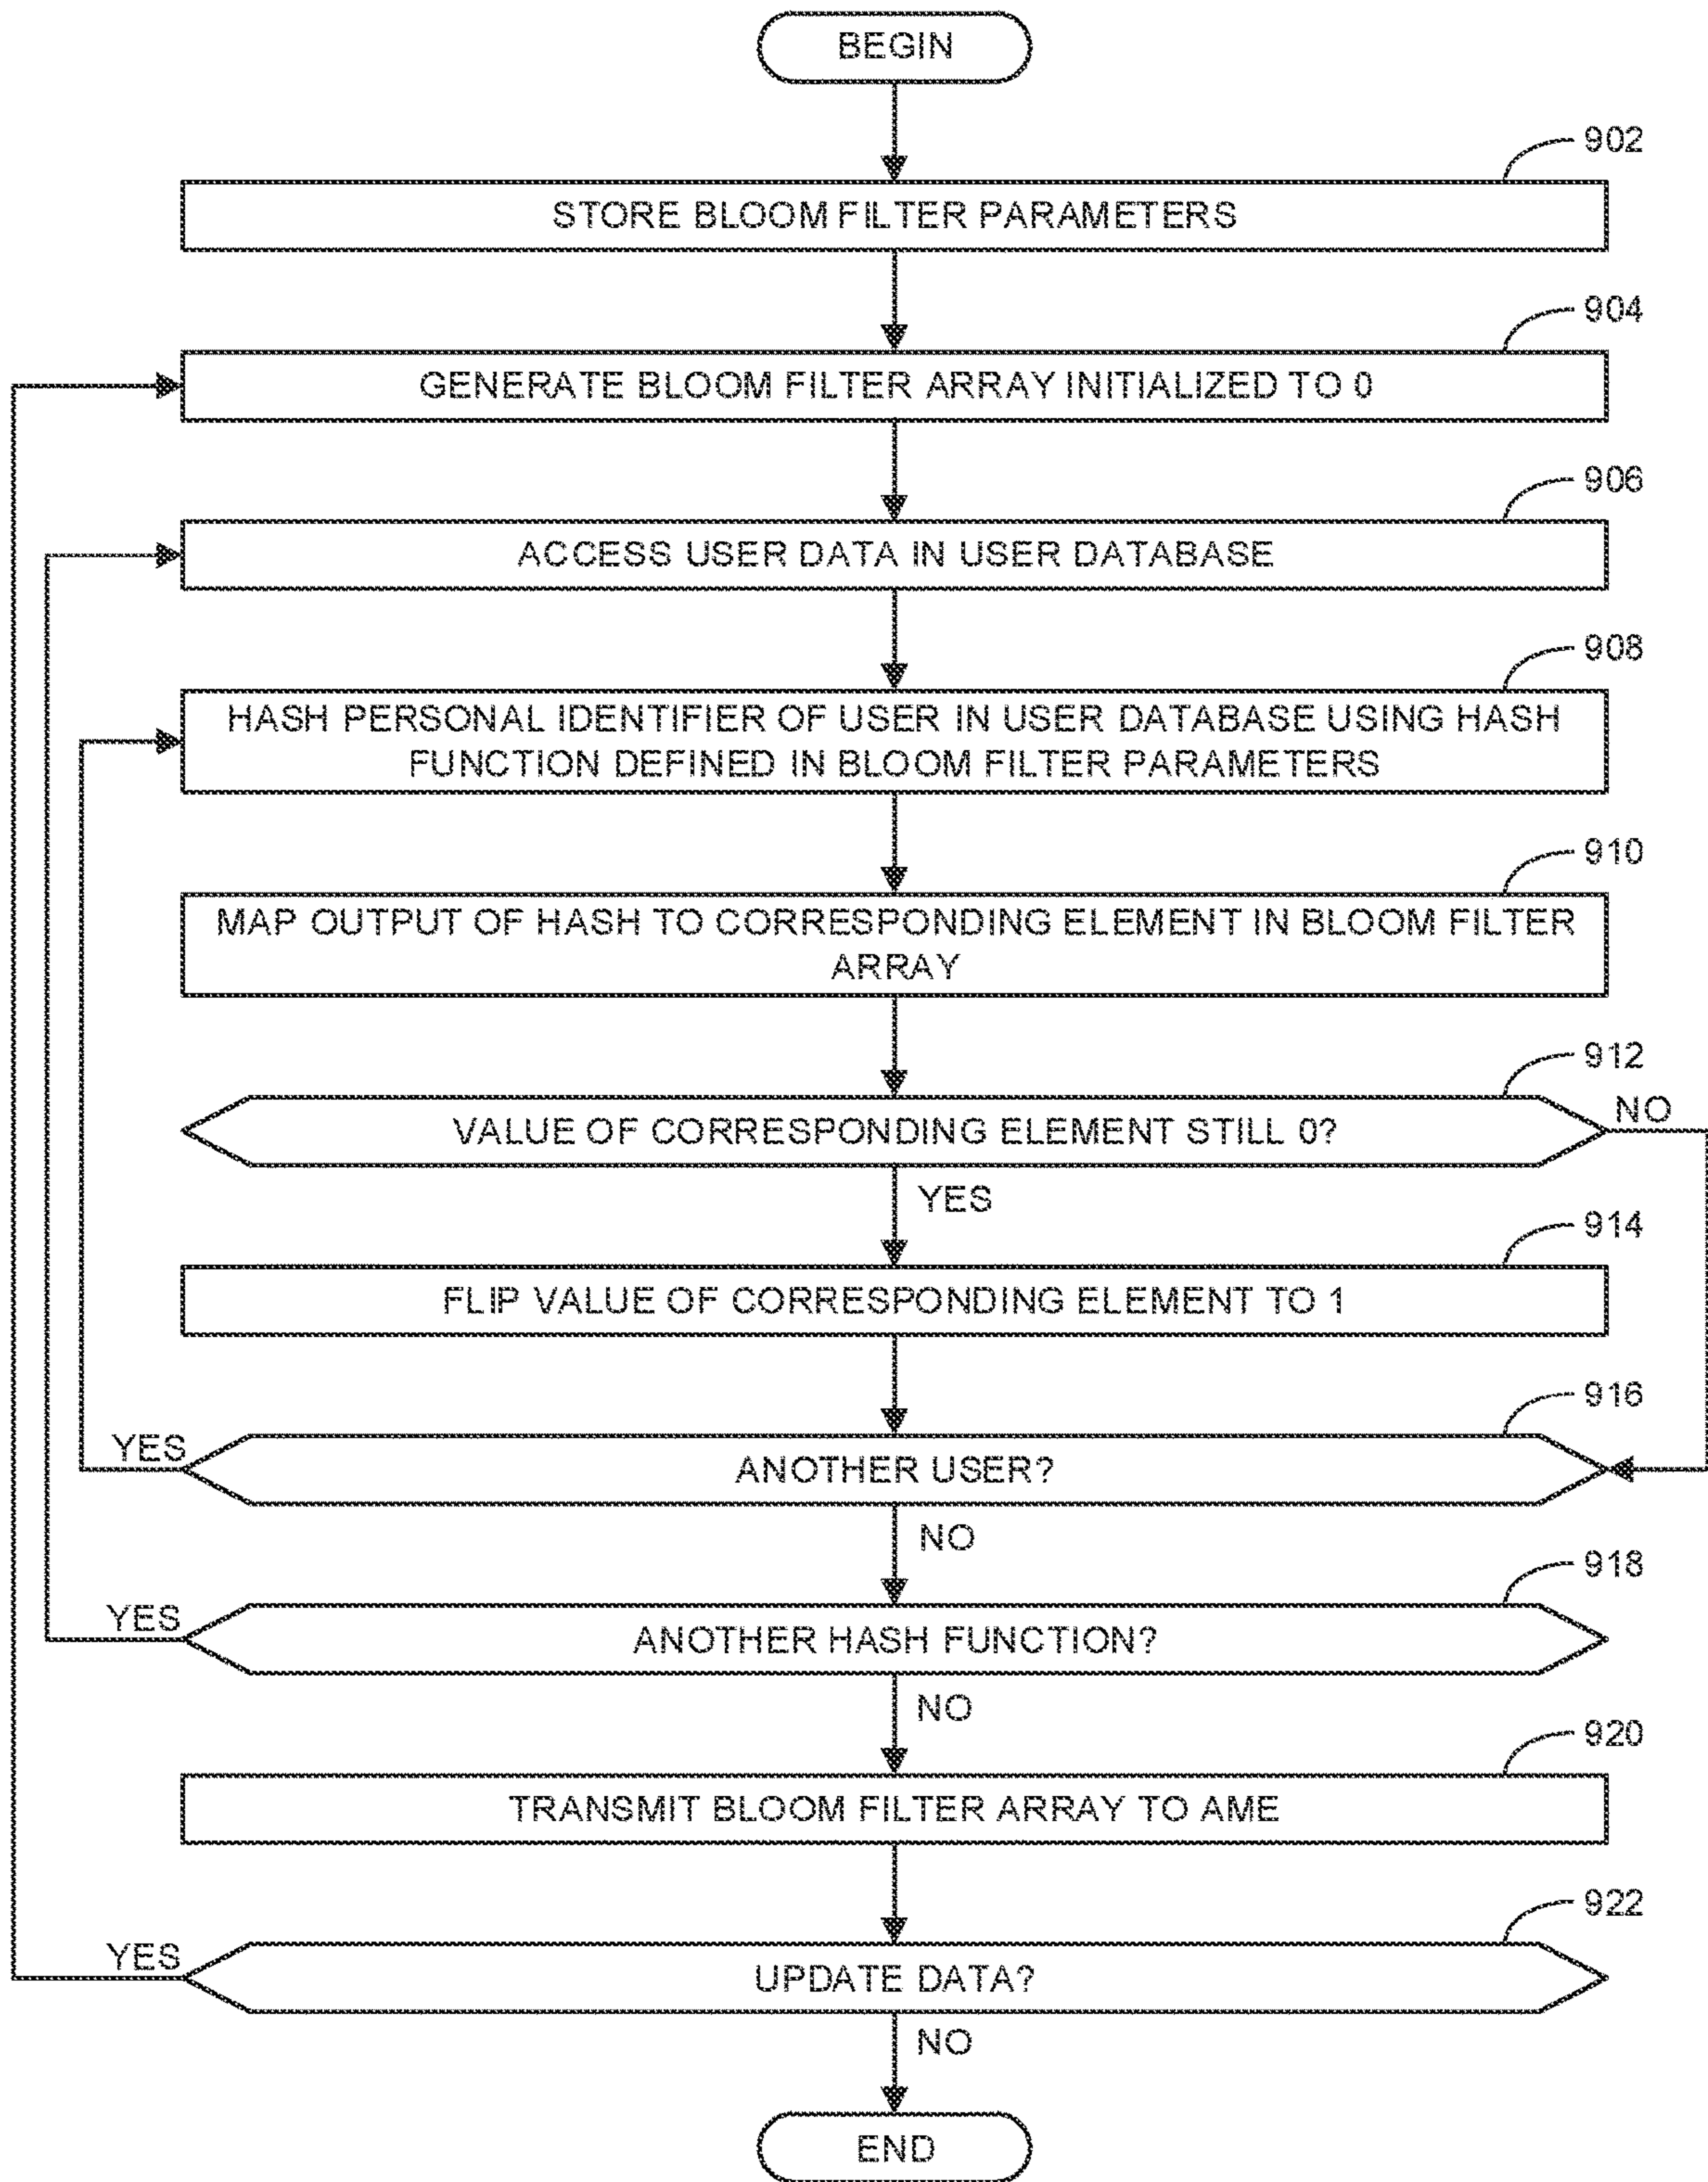 BEGIN
902
STORE BLOOM FILTER PARAMETERS
904
GENERATE BLOOM FILTER ARRAY INITIALIZED TO 0
906
ACCESS USER DATA IN USER DATABASE
908
HASH PERSONAL IDENTIFIER OF USER IN USER DATABASE USING HASH
FUNCTION DEFINED IN BLOOM FILTER PARAMETERS
910
MAP OUTPUT OF HASH TO CORRESPONDING ELEMENT IN BLOOM FILTER
ARRAY
912
VALUE OF CORRESPONDING ELEMENT STILL 0?
NO
YES
914
FLIP VALUE OF CORRESPONDING ELEMENT TO 1
916
YES
ANOTHER USER?
NO
918
YES
ANOTHER HASH FUNCTION?
NO
920
TRANSMIT BLOOM FILTER ARRAY TO AME
922
YES
UPDATE DATA?
NO
END